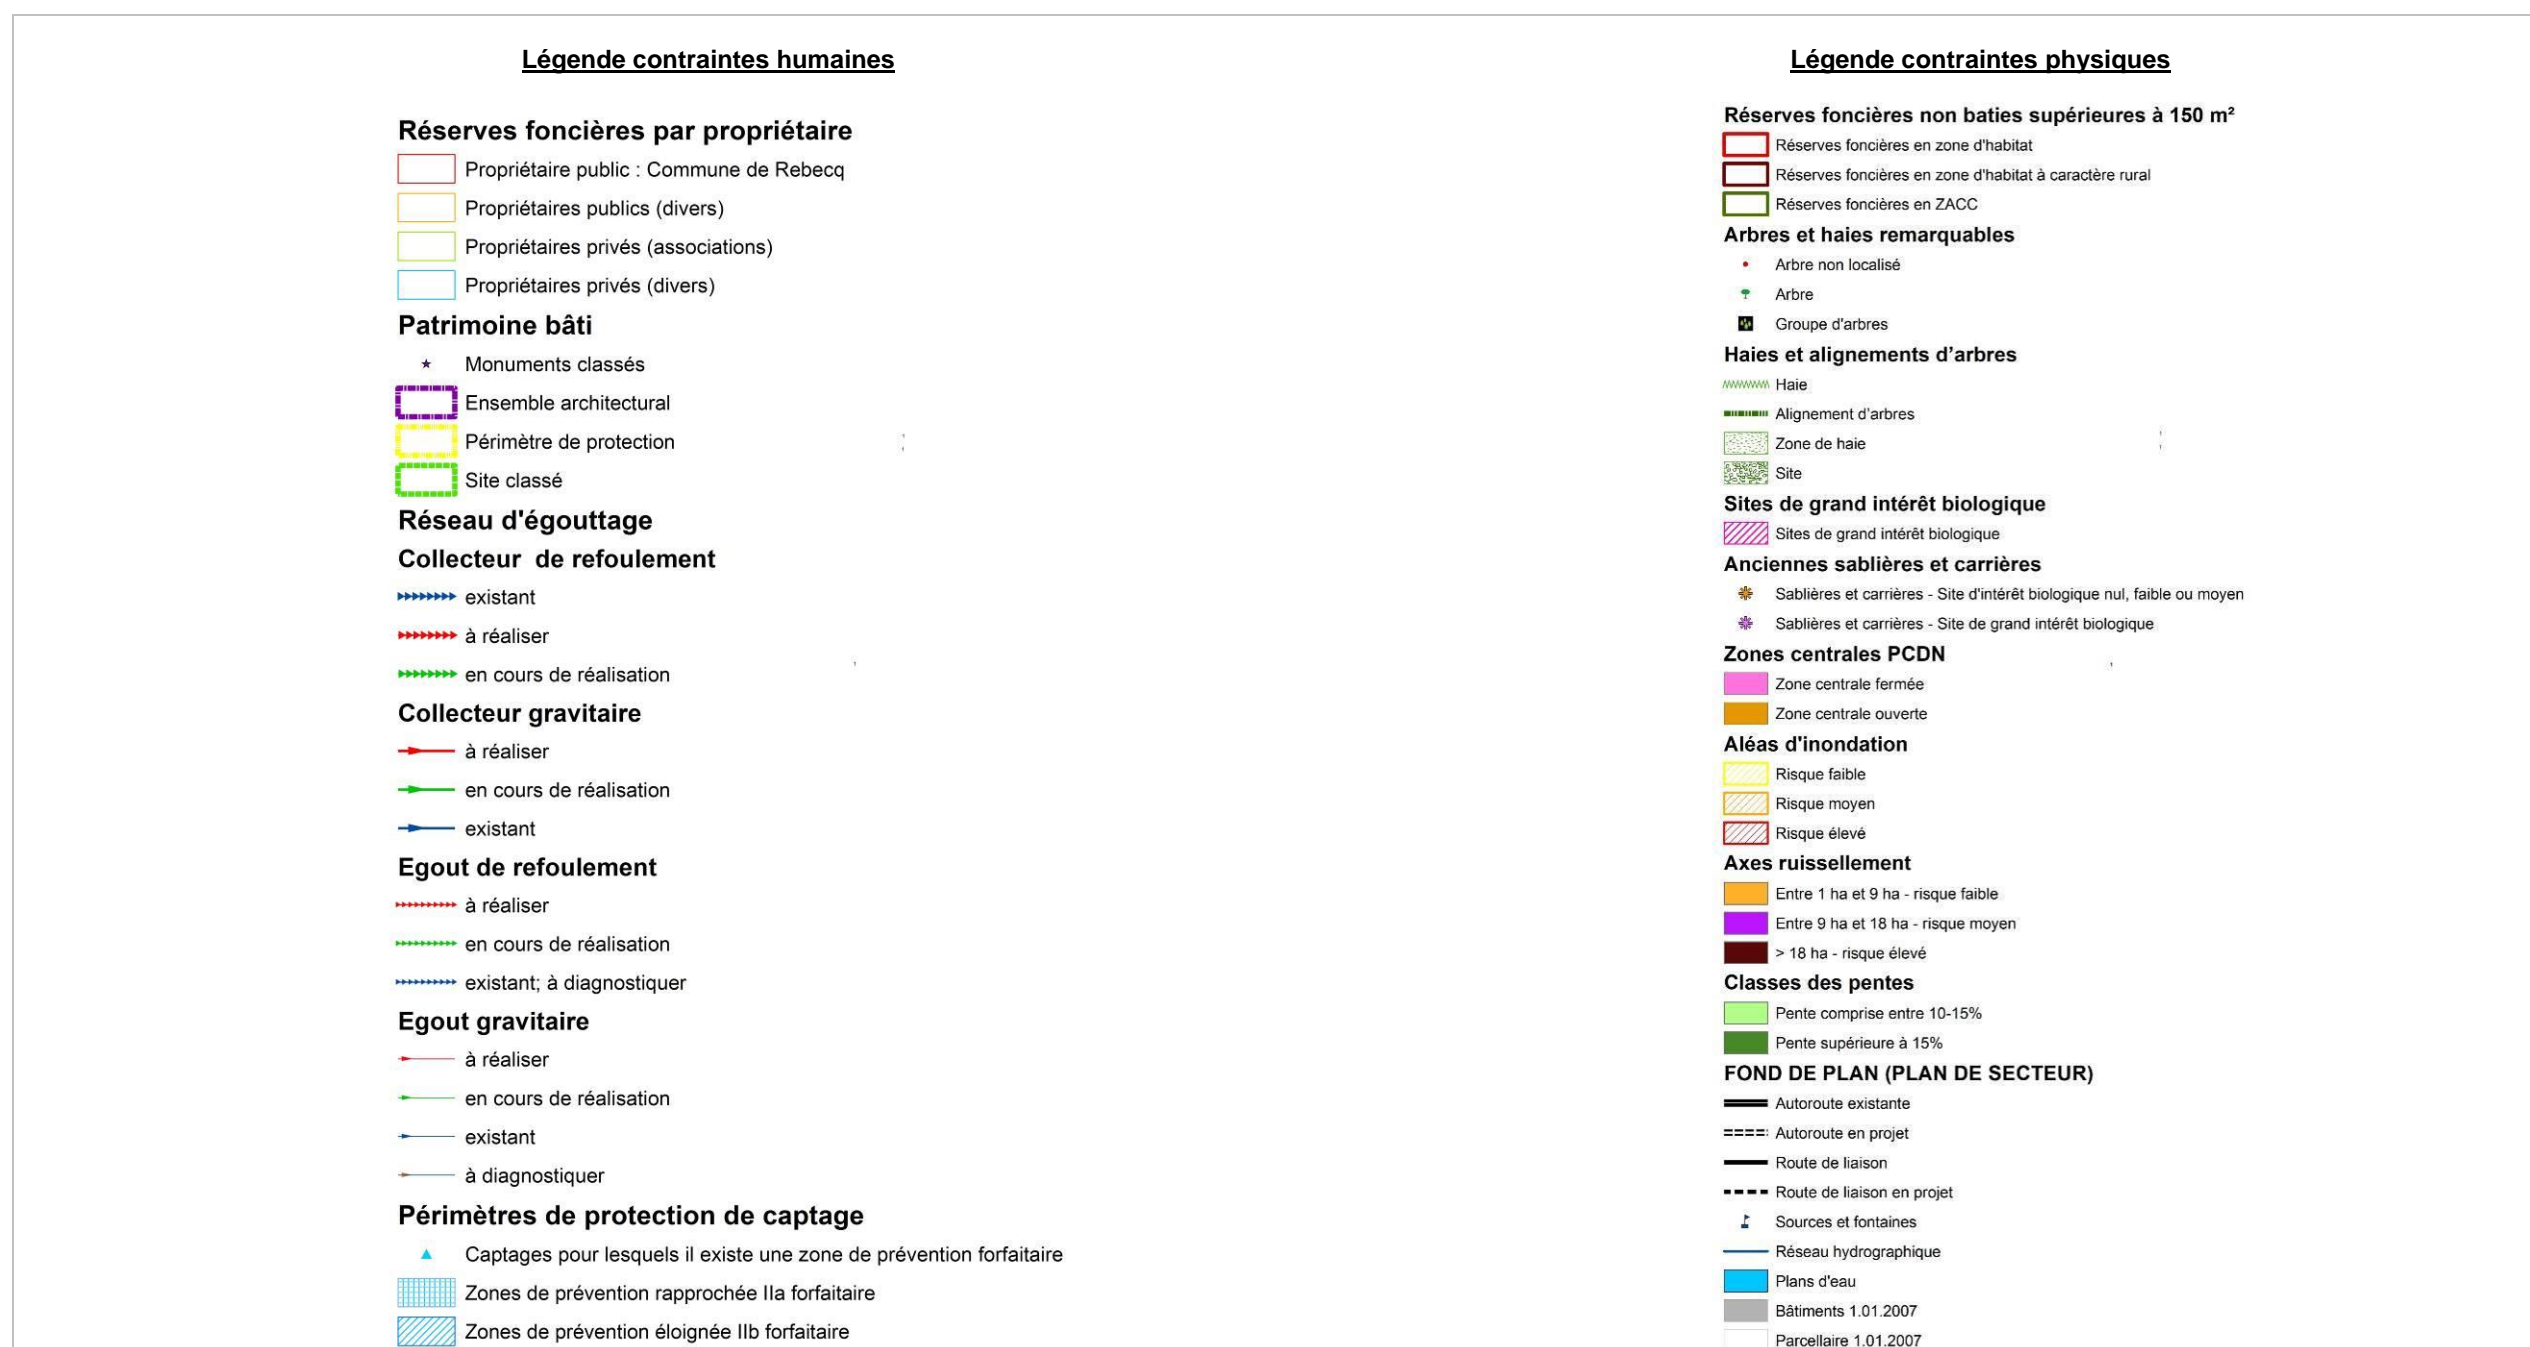 Légende contraintes humaines
Réserves foncières par propriétaire
Propriétaire public : Commune de Rebecq
Propriétaires publics (divers)
Propriétaires privés (associations)
Propriétaires privés (divers)
Patrimoine bâti
Monuments classés
Ensemble architectural
Périmètre de protection
Site classé
Réseau d'égouttage
Collecteur de refoulement
existant
à réaliser
en cours de réalisation
Collecteur gravitaire
à réaliser
en cours de réalisation
existant
Egout de refoulement
à réaliser
en cours de réalisation
existant; à diagnostiquer
Egout gravitaire
à réaliser
en cours de réalisation
existant
à diagnostiquer
Périmètres de protection de captage
Captages pour lesquels il existe une zone de prévention forfaitaire
Zones de prévention rapprochée IIa forfaitaire
Zones de prévention éloignée IIb forfaitaire
Légende contraintes physiques
Réserves foncières non baties supérieures à 150 m²
Réserves foncières en zone d'habitat
Réserves foncières en zone d'habitat à caractère rural
Réserves foncières en ZACC
Arbres et haies remarquables
Arbre non localisé
Arbre
Groupe d'arbres
Haies et alignements d’arbres
Haie
Alignement d’arbres
Zone de haie
Site
Sites de grand intérêt biologique
Sites de grand intérêt biologique
Anciennes sablières et carrières
Sablières et carrières - Site d'intérêt biologique nul, faible ou moyen
Sablières et carrières - Site de grand intérêt biologique
Zones centrales PCDN
Zone centrale fermée
Zone centrale ouverte
Aléas d'inondation
Risque faible
Risque moyen
Risque élevé
Axes ruissellement
Entre 1 ha et 9 ha - risque faible
Entre 9 ha et 18 ha - risque moyen
> 18 ha - risque élevé
Classes des pentes
Pente comprise entre 10-15%
Pente supérieure à 15%
FOND DE PLAN (PLAN DE SECTEUR)
Autoroute existante
Autoroute en projet
Route de liaison
Route de liaison en projet
Sources et fontaines
Réseau hydrographique
Plans d'eau
Bâtiments 1.01.2007
Parcellaire 1.01.2007